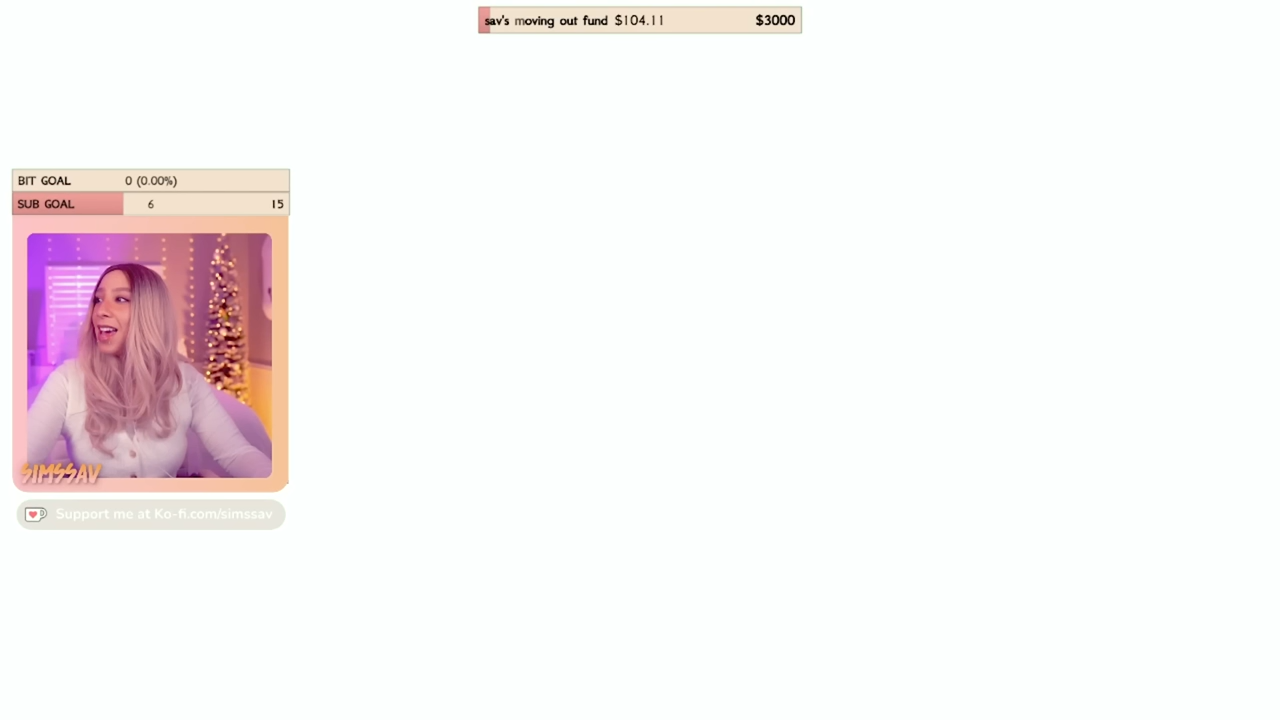 sav's moving out fund $104.11 $3000
BIT GOAL 0 (0.00%)
SUB GOAL 6 15
SIMSSAV
Support me at Ko-fi.com/simssav